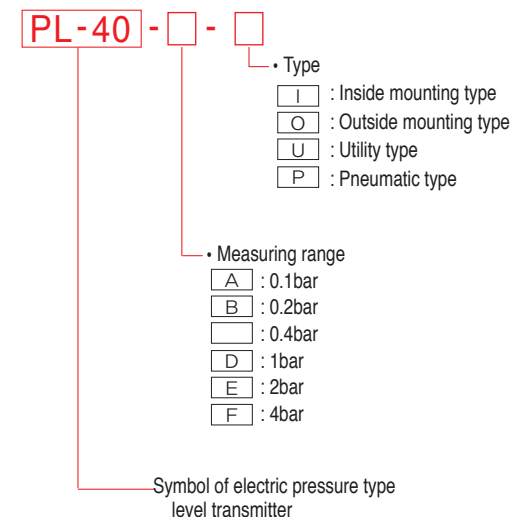 PL-40 - -
• Type
I : Inside mounting type
O : Outside mounting type
U : Utility type
P : Pneumatic type
• Measuring range
A : 0.1bar
B : 0.2bar
: 0.4bar
D : 1bar
E : 2bar
F : 4bar
Symbol of electric pressure type
level transmitter